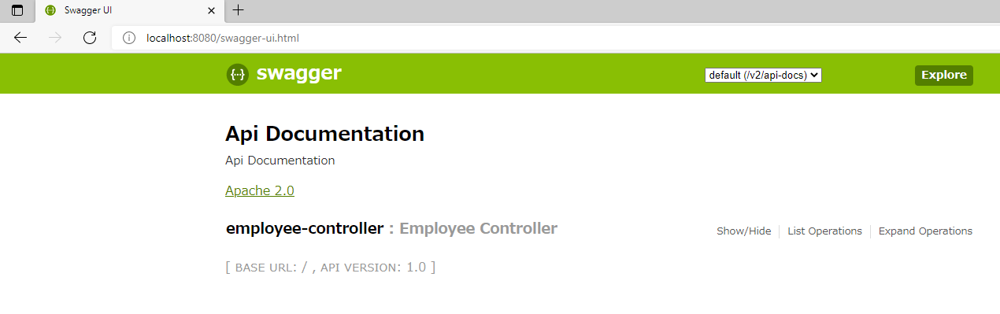 Swagger UI
localhost:8080/swagger-ui.html
{··} swagger default (/v2/api-docs) Explore
Api Documentation
Api Documentation
Apache 2.0
employee-controller : Employee Controller Show/Hide List Operations Expand Operations
[ BASE URL: / , API VERSION: 1.0 ]